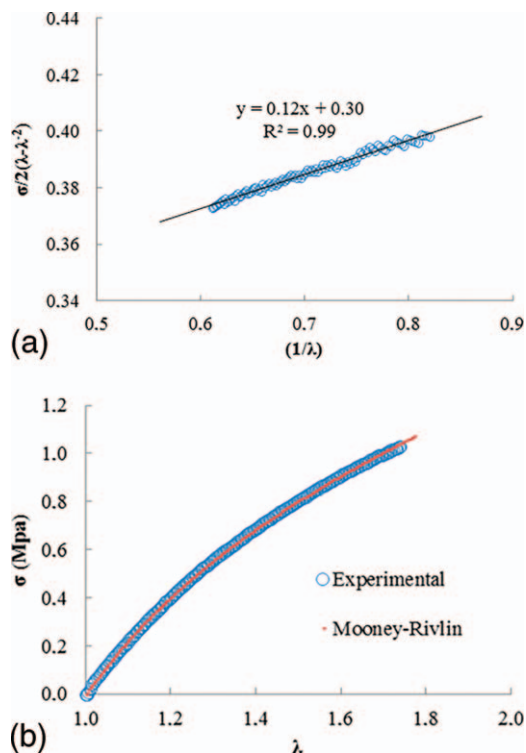 (a)
σ/2(λ-λ⁻²)
0.44
0.42
0.40
0.38
0.36
0.34
y = 0.12x + 0.30
R² = 0.99
0.5 0.6 0.7 0.8 0.9
(1/λ)
(b)
σ (Mpa)
1.2
1.0
0.8
0.6
0.4
0.2
0.0
Experimental
Mooney-Rivlin
1.0 1.2 1.4 1.6 1.8 2.0
λ